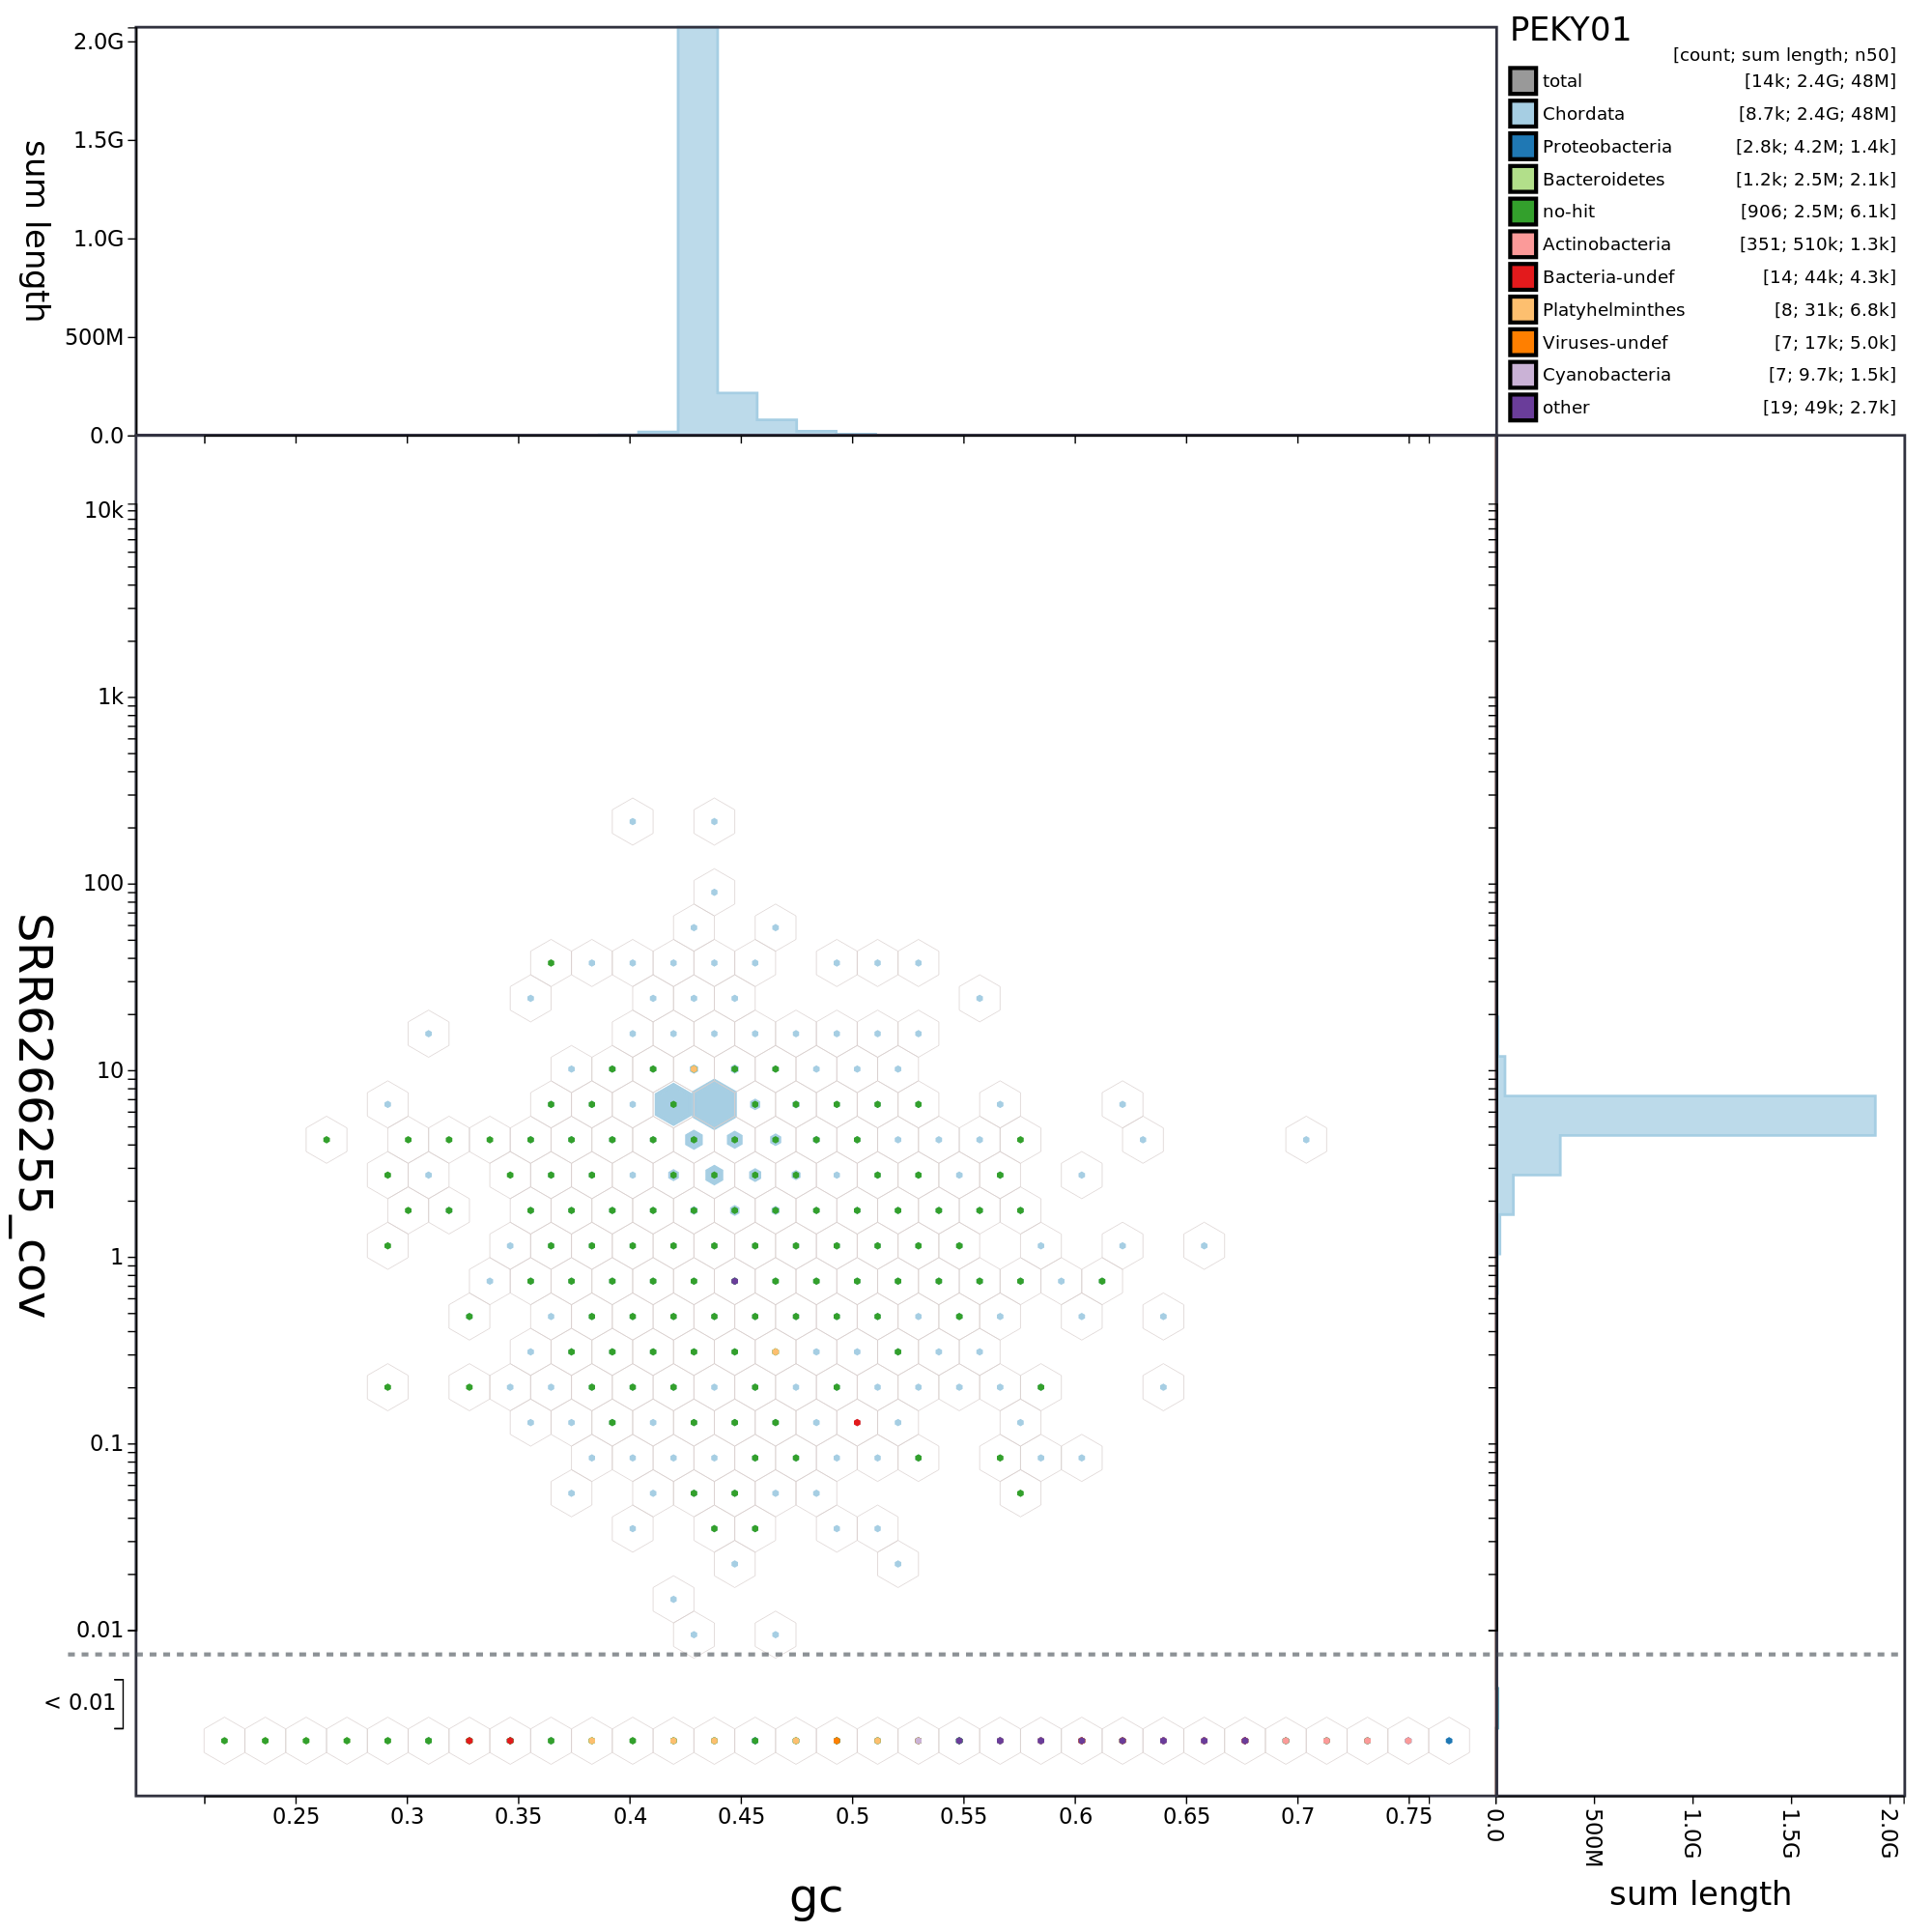 PEKY01
[count; sum length; n50]
total [14k; 2.4G; 48M]
Chordata [8.7k; 2.4G; 48M]
Proteobacteria [2.8k; 4.2M; 1.4k]
Bacteroidetes [1.2k; 2.5M; 2.1k]
no-hit [906; 2.5M; 6.1k]
Actinobacteria [351; 510k; 1.3k]
Bacteria-undef [14; 44k; 4.3k]
Platyhelminthes [8; 31k; 6.8k]
Viruses-undef [7; 17k; 5.0k]
Cyanobacteria [7; 9.7k; 1.5k]
other [19; 49k; 2.7k]
sum length
2.0G
1.5G
1.0G
500M
0.0
SRR6266255_cov
10k
1k
100
10
1
0.1
0.01
< 0.01
0.25 0.3 0.35 0.4 0.45 0.5 0.55 0.6 0.65 0.7 0.75
gc
0.0 500M 1.0G 1.5G 2.0G
sum length